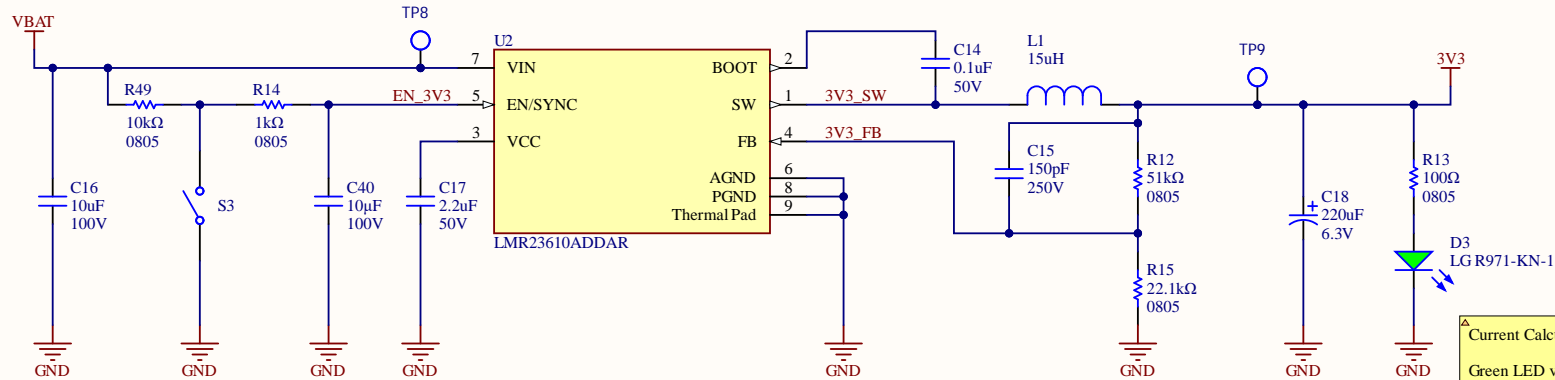 VBAT
TP8
U2
7
VIN
5
EN/SYNC
3
VCC
BOOT
2
SW
1
FB
4
AGND
6
PGND
8
Thermal Pad
9
LMR23610ADDAR
R49
10kΩ
0805
R14
1kΩ
0805
EN_3V3
C16
10uF
100V
S3
C40
10µF
100V
C17
2.2uF
50V
C14
0.1uF
50V
L1
15uH
3V3_SW
3V3_FB
C15
150pF
250V
R12
51kΩ
0805
R15
22.1kΩ
0805
TP9
3V3
C18
220uF
6.3V
R13
100Ω
0805
D3
LG R971-KN-1
GND
GND
GND
GND
GND
GND
GND
GND
Current Calc
Green LED v